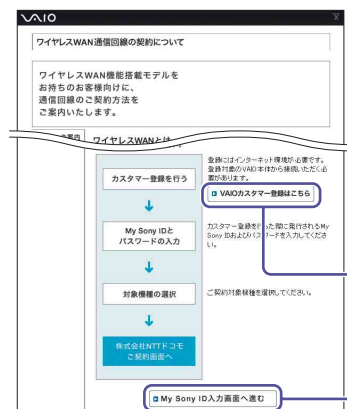 VAIO
X
ワイヤレスWAN通信回線の契約について
ワイヤレスWAN機能搭載モデルを
お持ちのお客様向けに、
通信回線のご契約方法を
ご案内いたします。
ワイヤレスWANとは
カスタマー登録を行う
登録にはインターネット環境が必要です。
登録対象のVAIO本体から接続いただく必
要があります。
VAIOカスタマー登録はこちら
My Sony IDと
パスワードの入力
カスタマー登録を行った際に発行されるMy
Sony IDおよびパスワードを入力してくださ
い。
対象機種の選択
ご契約対象機種を選択してください。
株式会社NTTドコモ
ご契約画面へ
My Sony ID入力画面へ進む